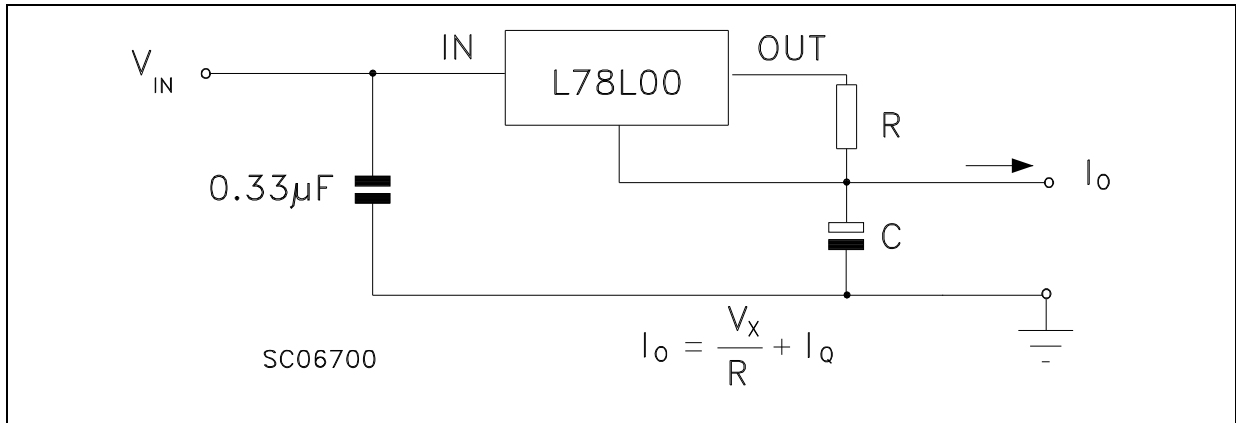 V_IN
IN
L78L00
OUT
R
0.33µF
I_O
C
I_O = V_X/R + I_Q
SC06700